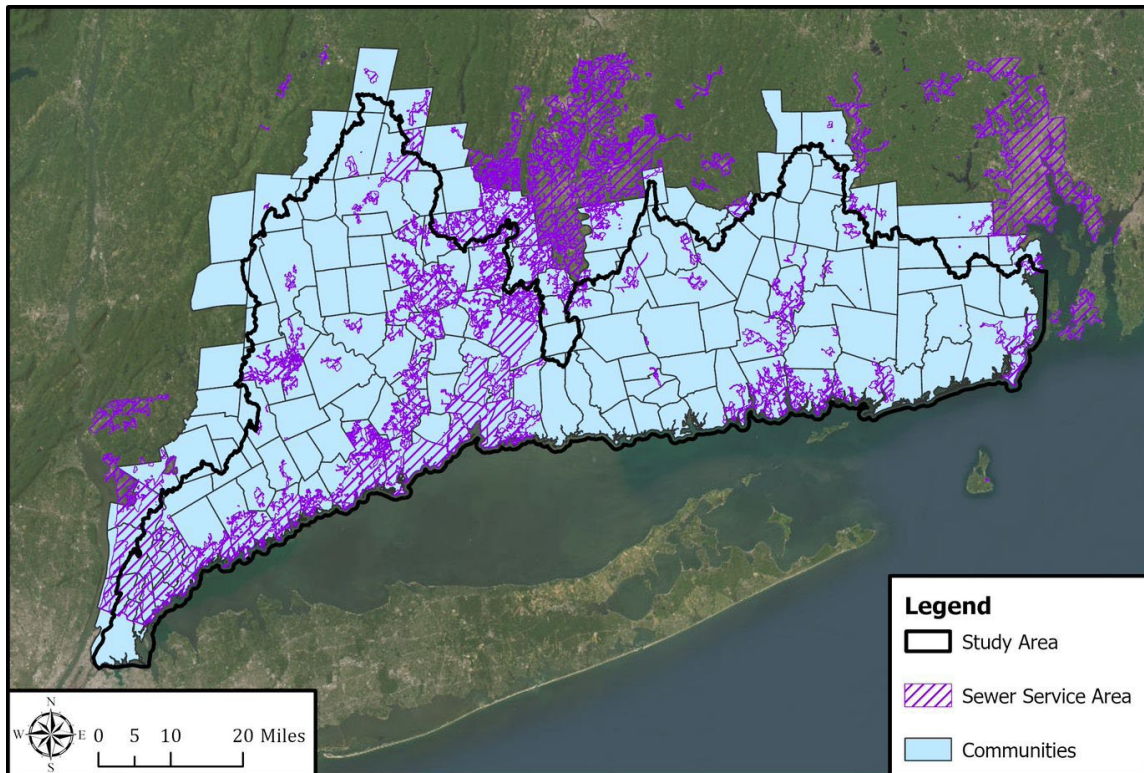 Legend
Study Area
Sewer Service Area
Communities
N
W E
S
0 5 10 20 Miles